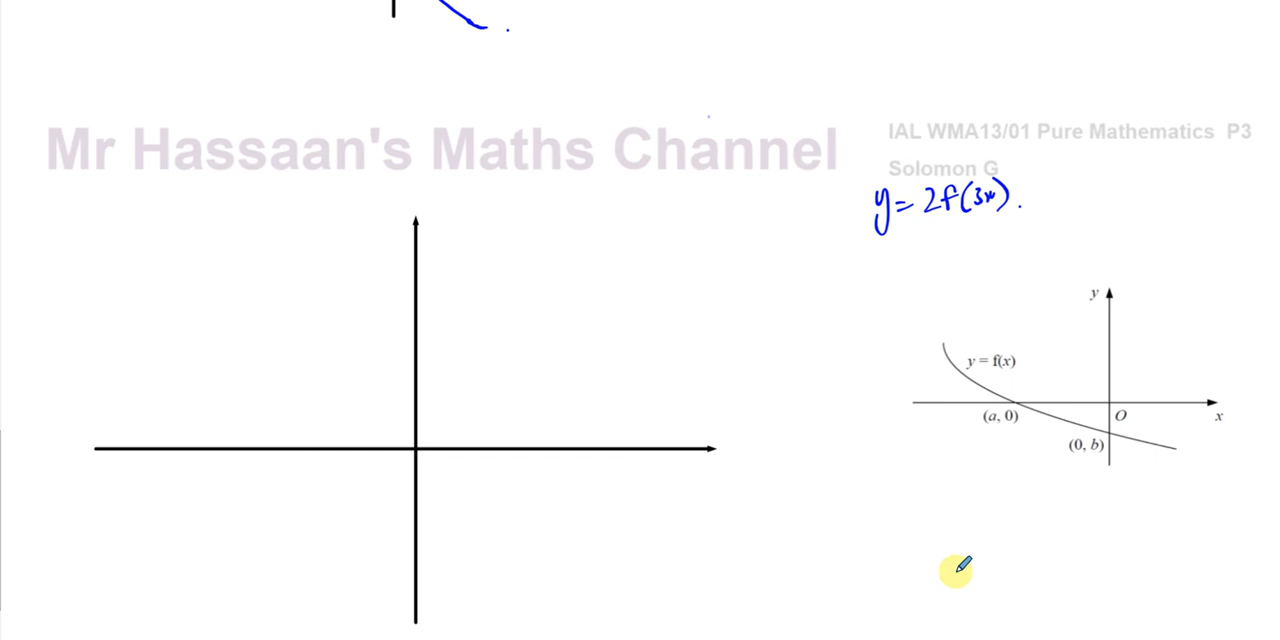 Mr Hassaan's Maths Channel
IAL WMA13/01 Pure Mathematics P3
Solomon G
y = 2f(3x).
y
y = f(x)
(a, 0)
O
x
(0, b)